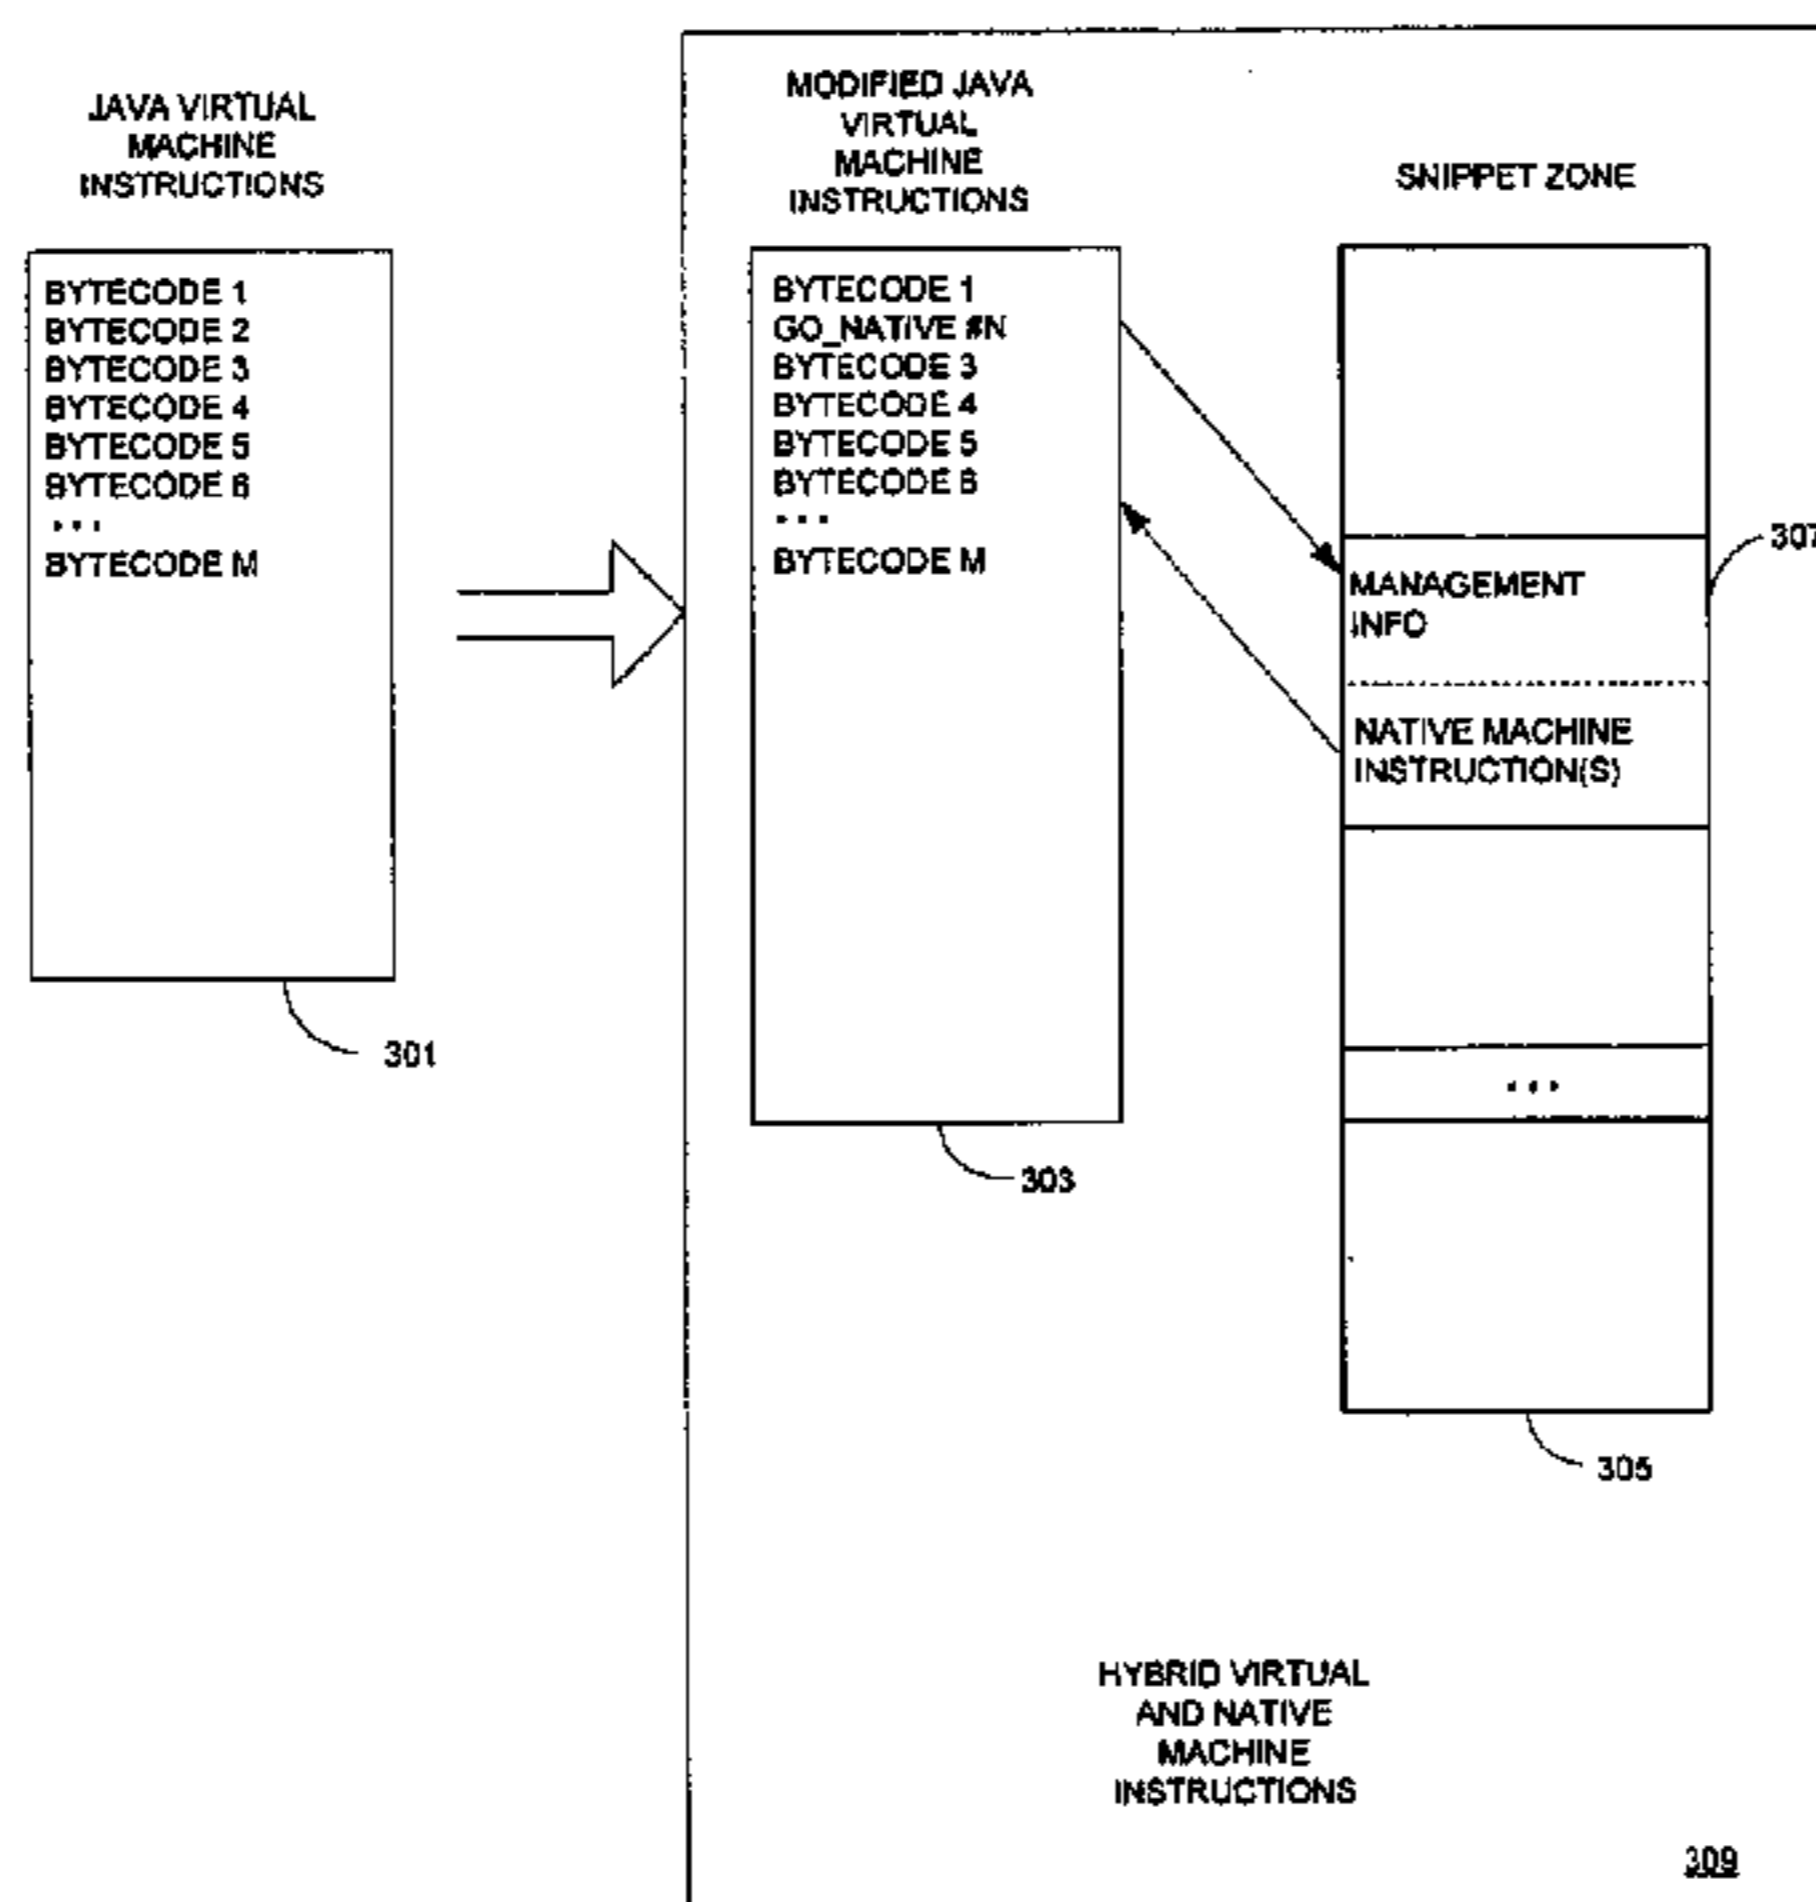 JAVA VIRTUAL
MACHINE
INSTRUCTIONS
BYTECODE 1
BYTECODE 2
BYTECODE 3
BYTECODE 4
BYTECODE 5
BYTECODE 6
...
BYTECODE M
301
MODIFIED JAVA
VIRTUAL
MACHINE
INSTRUCTIONS
BYTECODE 1
GO_NATIVE #N
BYTECODE 3
BYTECODE 4
BYTECODE 5
BYTECODE 6
...
BYTECODE M
303
SNIPPET ZONE
307
MANAGEMENT
INFO
NATIVE MACHINE
INSTRUCTION(S)
...
305
HYBRID VIRTUAL
AND NATIVE
MACHINE
INSTRUCTIONS
309